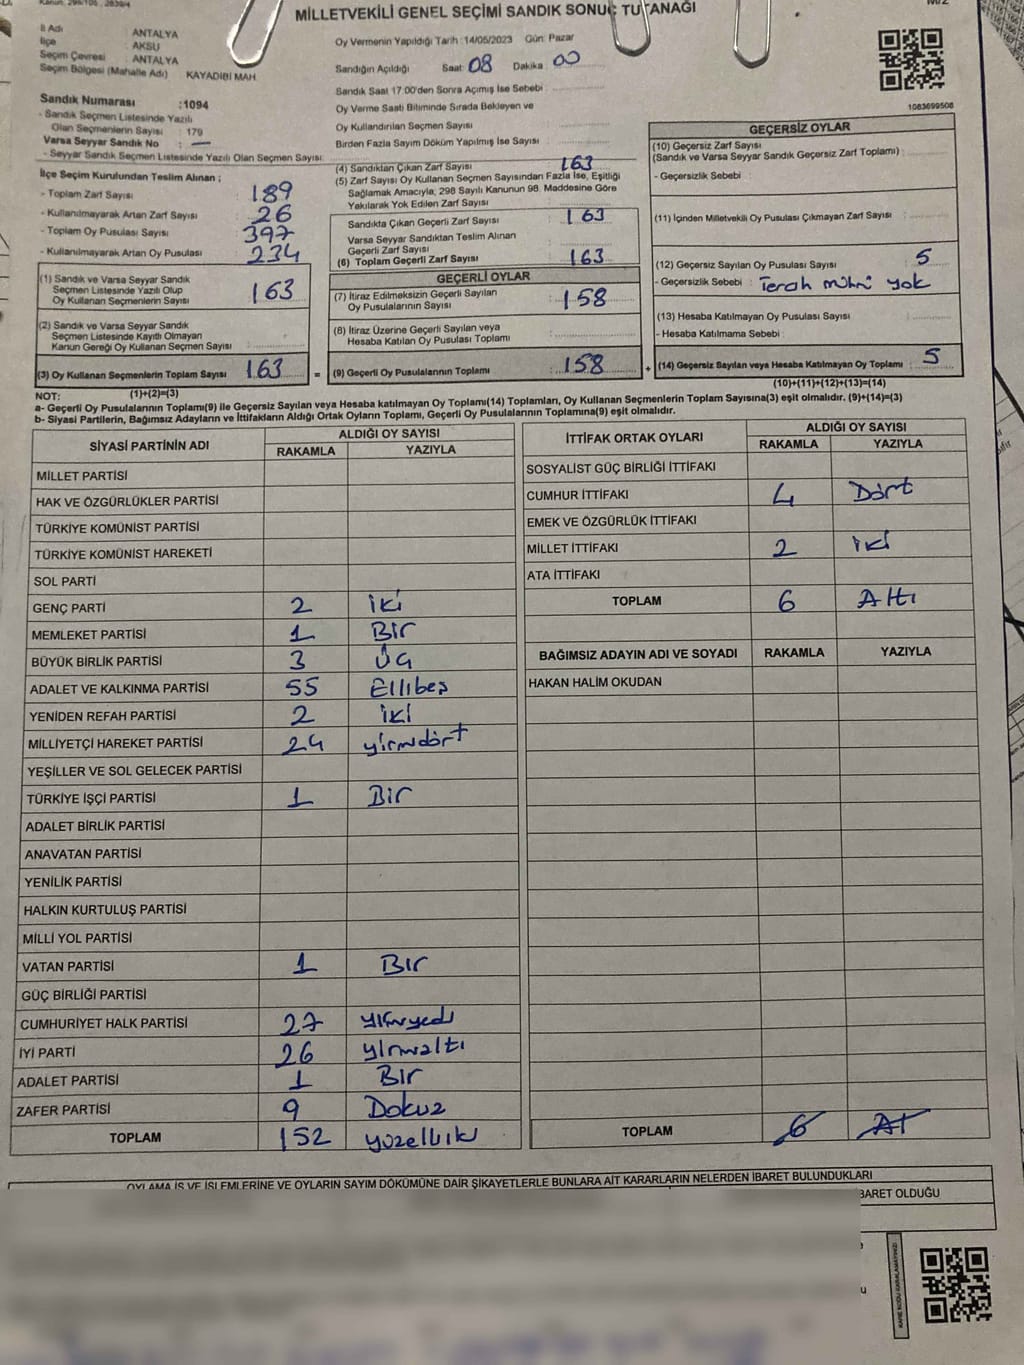 MİLLETVEKİLİ GENEL SEÇİMİ SANDIK SONUÇ TUTANAĞI
İl Adı : ANTALYA
İlçe : AKSU
Seçim Çevresi : ANTALYA
Seçim Bölgesi (Mahalle Adı) KAYADİBİ MAH
Sandık Numarası :1094
- Sandık Seçmen Listesinde Yazılı
Olan Seçmenlerin Sayısı : 179
Varsa Seyyar Sandık No : —
- Seyyar Sandık Seçmen Listesinde Yazılı Olan Seçmen Sayısı
İlçe Seçim Kurulundan Teslim Alınan ;
- Toplam Zarf Sayısı 189
- Kullanılmayarak Artan Zarf Sayısı 26
- Toplam Oy Pusulası Sayısı 397
- Kullanılmayarak Artan Oy Pusulası 234
(1) Sandık ve Varsa Seyyar Sandık
Seçmen Listesinde Yazılı Olup
Oy Kullanan Seçmenlerin Sayısı 163
(2) Sandık ve Varsa Seyyar Sandık
Seçmen Listesinde Kayıtlı Olmayan
Kanun Gereği Oy Kullanan Seçmen Sayısı
(3) Oy Kullanan Seçmenlerin Toplam Sayısı 163 =
Oy Vermenin Yapıldığı Tarih :14/05/2023 Gün: Pazar
Sandığın Açıldığı Saat: 08 Dakika : 00
Sandık Saat 17:00'den Sonra Açımış İse Sebebi :
Oy Verme Saati Bitiminde Sırada Bekleyen ve
Oy Kullandırılan Seçmen Sayısı
Birden Fazla Sayım Döküm Yapılmış İse Sayısı
(4) Sandıktan Çıkan Zarf Sayısı 163
(5) Zarf Sayısı Oy Kullanan Seçmen Sayısından Fazla İse, Eşitliği
Sağlamak Amacıyla, 298 Sayılı Kanunun 98. Maddesine Göre
Yakılarak Yok Edilen Zarf Sayısı
Sandıkta Çıkan Geçerli Zarf Sayısı 163
Varsa Seyyar Sandıktan Teslim Alınan
Geçerli Zarf Sayısı
(6) Toplam Geçerli Zarf Sayısı 163
GEÇERLİ OYLAR
(7) İtiraz Edilmeksizin Geçerli Sayılan
Oy Pusulalarının Sayısı 158
(8) İtiraz Üzerine Geçerli Sayılan veya
Hesaba Katılan Oy Pusulası Toplamı
(9) Geçerli Oy Pusulalarının Toplamı 158 +
1083699508
GEÇERSİZ OYLAR
(10) Geçersiz Zarf Sayısı
(Sandık ve Varsa Seyyar Sandık Geçersiz Zarf Toplamı)
- Geçersizlik Sebebi :
(11) İçinden Milletvekili Oy Pusulası Çıkmayan Zarf Sayısı
(12) Geçersiz Sayılan Oy Pusulası Sayısı 5
- Geçersizlik Sebebi : Tercih mührü yok
(13) Hesaba Katılmayan Oy Pusulası Sayısı
- Hesaba Katılmama Sebebi :
(14) Geçersiz Sayılan veya Hesaba Katılmayan Oy Toplamı 5
(1)+(2)=(3)
(10)+(11)+(12)+(13)=(14)
NOT:
a- Geçerli Oy Pusulalarının Toplamı(9) ile Geçersiz Sayılan veya Hesaba Katılmayan Oy Toplamı(14) Toplamları, Oy Kullanan Seçmenlerin Toplam Sayısına(3) eşit olmalıdır. (9)+(14)=(3)
b- Siyasi Partilerin, Bağımsız Adayların ve İttifakların Aldığı Ortak Oyların Toplamı, Geçerli Oy Pusulalarının Toplamına(9) eşit olmalıdır.
SİYASİ PARTİNİN ADI ALDIĞI OY SAYISI
RAKAMLA YAZIYLA
MİLLET PARTİSİ
HAK VE ÖZGÜRLÜKLER PARTİSİ
TÜRKİYE KOMÜNİST PARTİSİ
TÜRKİYE KOMÜNİST HAREKETİ
SOL PARTİ
GENÇ PARTİ 2 iki
MEMLEKET PARTİSİ 1 Bir
BÜYÜK BİRLİK PARTİSİ 3 Üç
ADALET VE KALKINMA PARTİSİ 55 Ellibeş
YENİDEN REFAH PARTİSİ 2 iki
MİLLİYETÇİ HAREKET PARTİSİ 24 yirmidört
YEŞİLLER VE SOL GELECEK PARTİSİ
TÜRKİYE İŞÇİ PARTİSİ 1 Bir
ADALET BİRLİK PARTİSİ
ANAVATAN PARTİSİ
YENİLİK PARTİSİ
HALKIN KURTULUŞ PARTİSİ
MİLLİ YOL PARTİSİ
VATAN PARTİSİ 1 Bır
GÜÇ BİRLİĞİ PARTİSİ
CUMHURİYET HALK PARTİSİ 27 yirmiyedi
İYİ PARTİ 26 yirmialtı
ADALET PARTİSİ 1 Bır
ZAFER PARTİSİ 9 Dokuz
TOPLAM 152 yüzelliiki
İTTİFAK ORTAK OYLARI ALDIĞI OY SAYISI
RAKAMLA YAZIYLA
SOSYALİST GÜÇ BİRLİĞİ İTTİFAKI
CUMHUR İTTİFAKI 4 Dört
EMEK VE ÖZGÜRLÜK İTTİFAKI
MİLLET İTTİFAKI 2 iki
ATA İTTİFAKI
TOPLAM 6 Altı
BAĞIMSIZ ADAYIN ADI VE SOYADI RAKAMLA YAZIYLA
HAKAN HALİM OKUDAN
TOPLAM 6 Al
OYLAMA İŞ VE İŞLEMLERİNE VE OYLARIN SAYIM DÖKÜMÜNE DAİR ŞİKAYETLERLE BUNLARA AİT KARARLARIN NELERDEN İBARET BULUNDUKLARI
BARET OLDUĞU